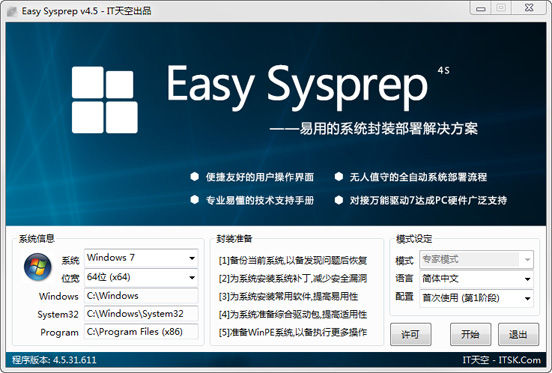 Easy Sysprep v4.5 - IT天空出品
Easy Sysprep 4S
——易用的系统封装部署解决方案
便捷友好的用户操作界面
无人值守的全自动系统部署流程
专业易懂的技术支持手册
对接万能驱动7达成PC硬件广泛支持
系统信息
系统 Windows 7
位宽 64位 (x64)
Windows C:\Windows
System32 C:\Windows\System32
Program C:\Program Files (x86)
封装准备
[1]备份当前系统,以备发现问题后恢复
[2]为系统安装系统补丁,减少安全漏洞
[3]为系统安装常用软件,提高易用性
[4]为系统准备综合驱动包,提高适用性
[5]准备WinPE系统,以备执行更多操作
模式设定
模式 专家模式
语言 简体中文
配置 首次使用 (第1阶段)
许可 开始 退出
程序版本: 4.5.31.611
IT天空 - ITSK.Com